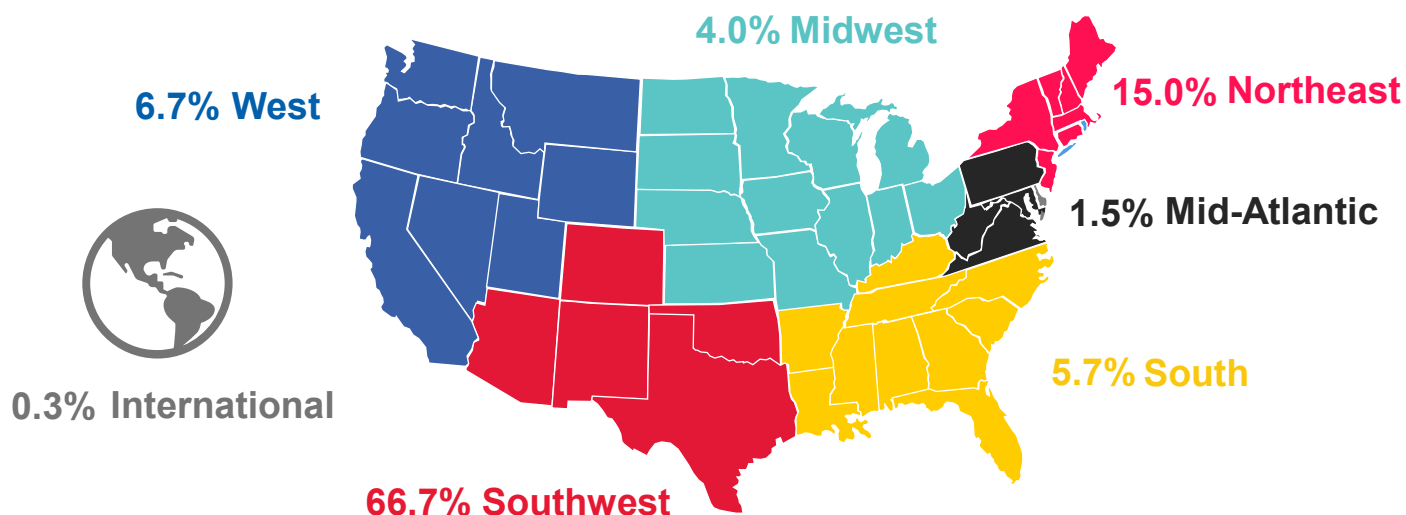 4.0% Midwest
6.7% West
15.0% Northeast
1.5% Mid-Atlantic
5.7% South
0.3% International
66.7% Southwest